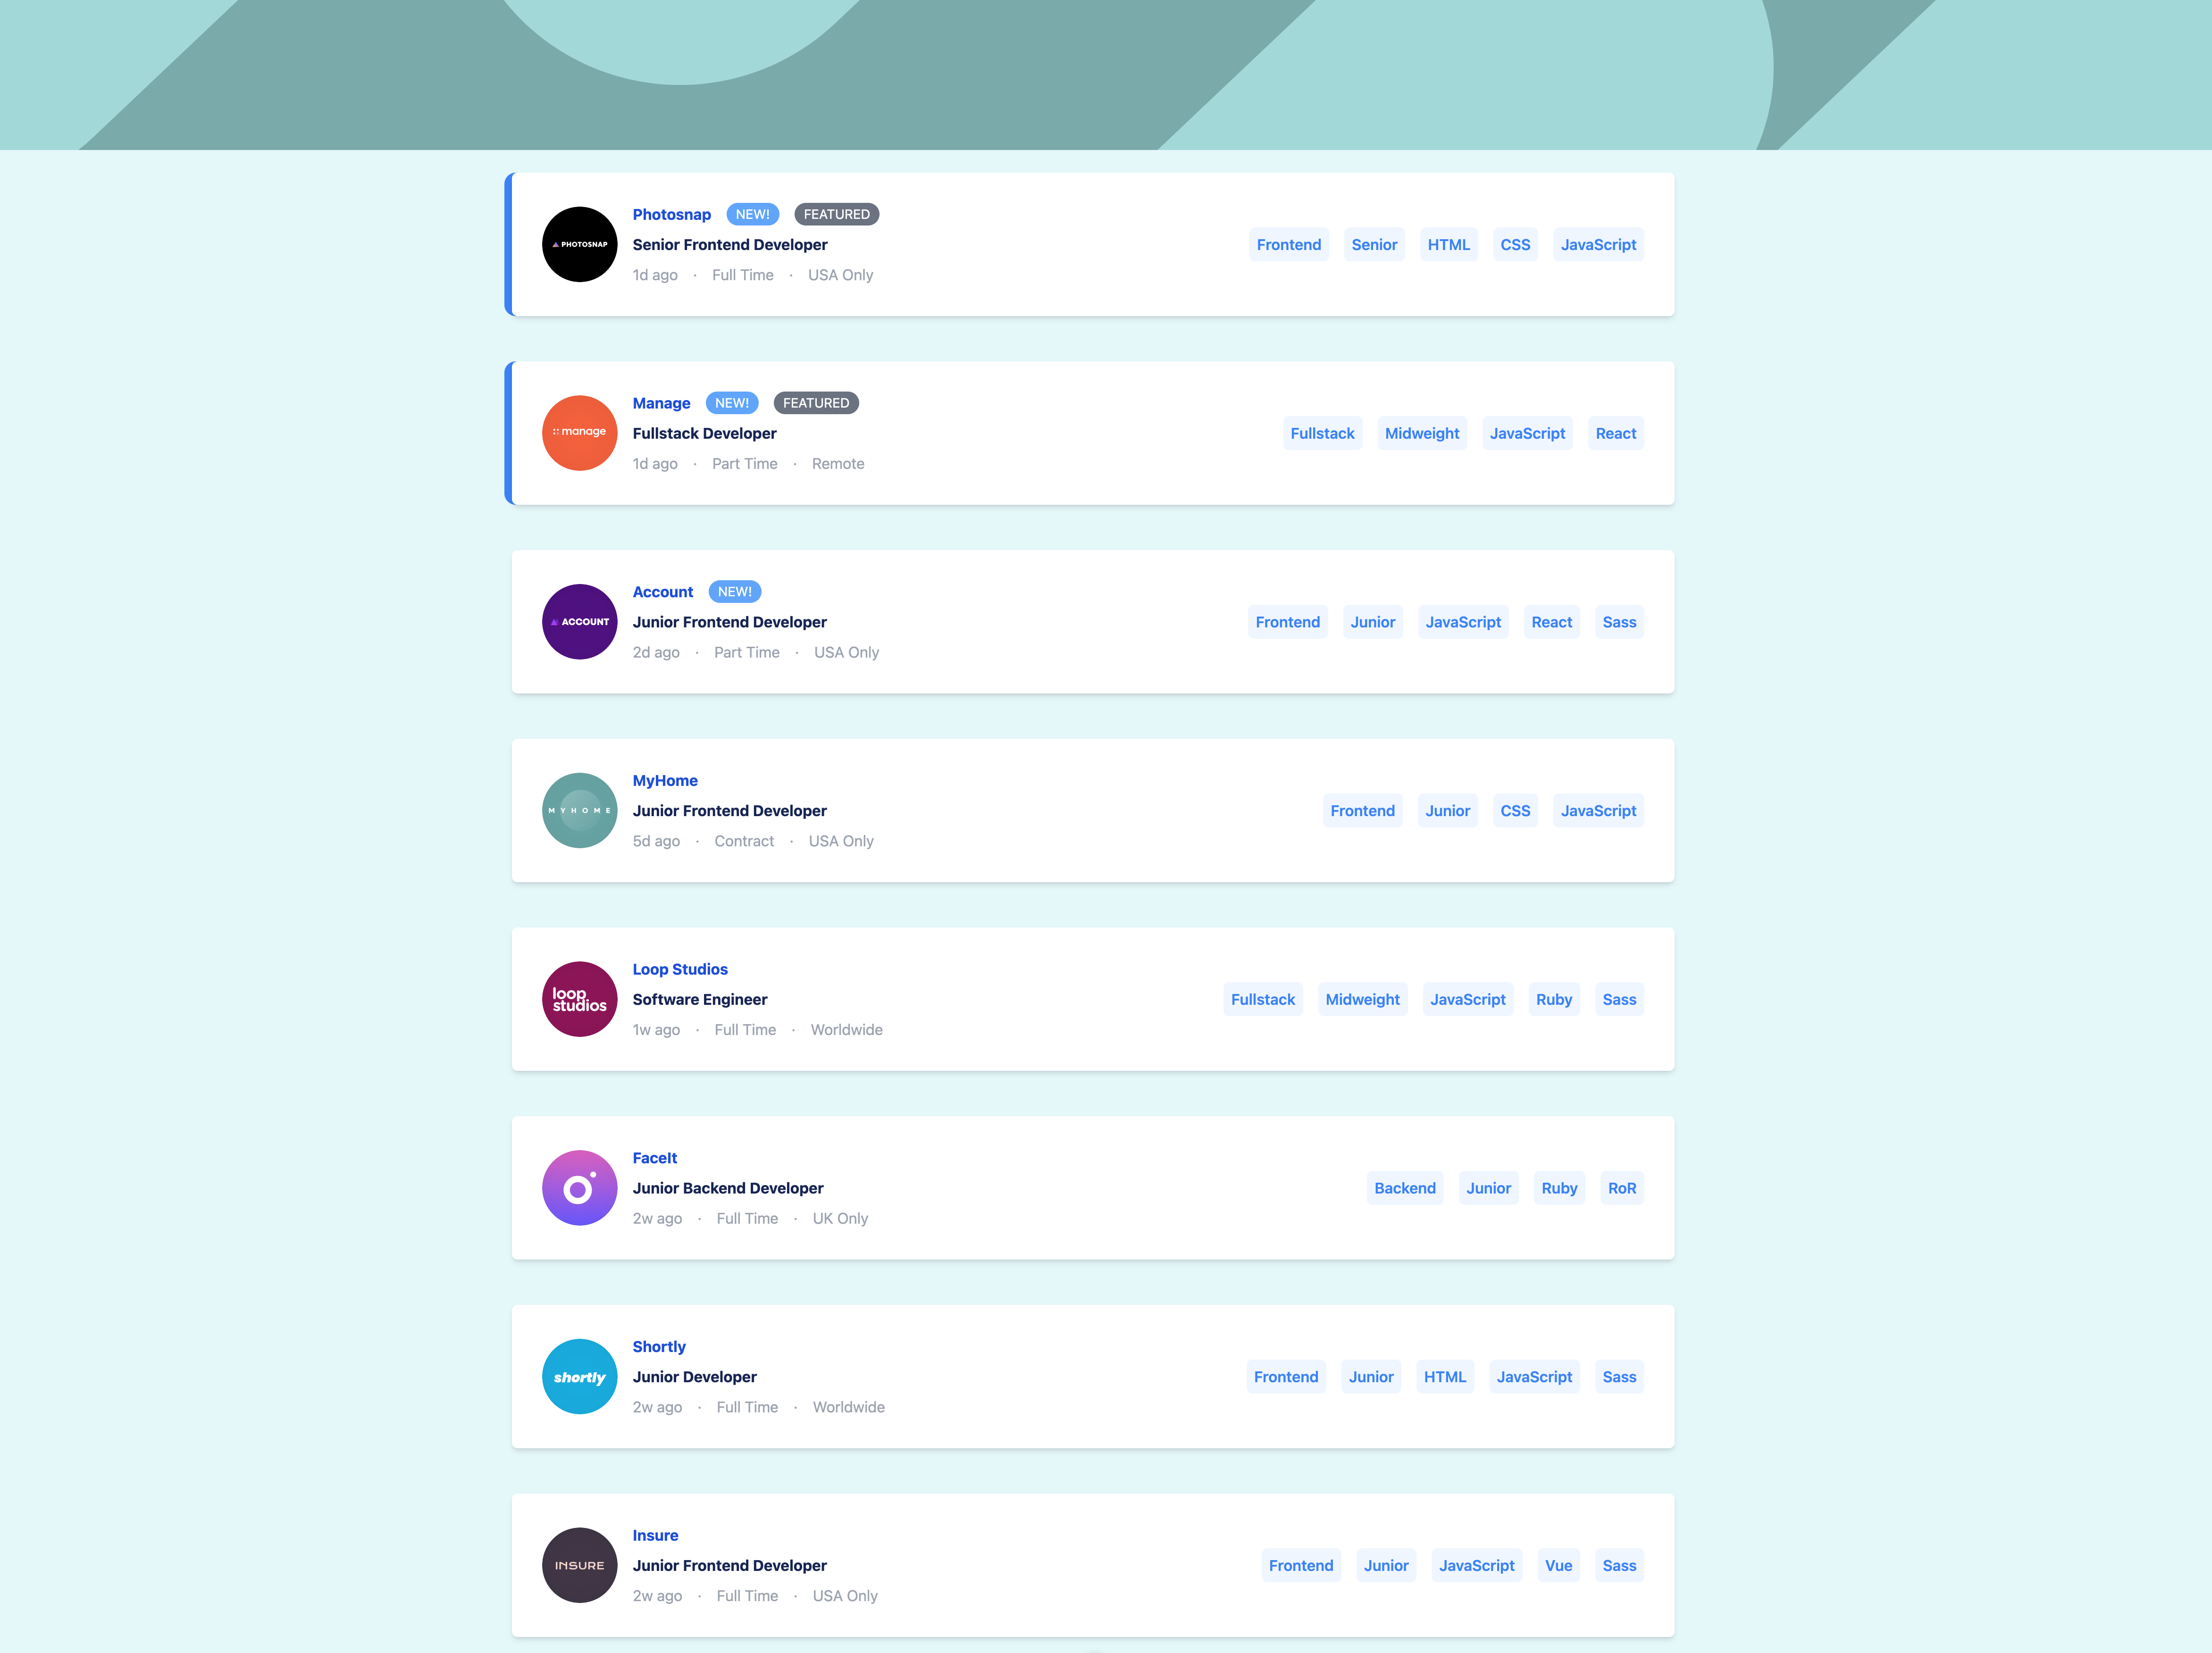 PHOTOSNAP
Photosnap NEW! FEATURED
Senior Frontend Developer
1d ago · Full Time · USA Only
Frontend Senior HTML CSS JavaScript
manage
Manage NEW! FEATURED
Fullstack Developer
1d ago · Part Time · Remote
Fullstack Midweight JavaScript React
ACCOUNT
Account NEW!
Junior Frontend Developer
2d ago · Part Time · USA Only
Frontend Junior JavaScript React Sass
MYHOME
MyHome
Junior Frontend Developer
5d ago · Contract · USA Only
Frontend Junior CSS JavaScript
loop
studios
Loop Studios
Software Engineer
1w ago · Full Time · Worldwide
Fullstack Midweight JavaScript Ruby Sass
FaceIt
Junior Backend Developer
2w ago · Full Time · UK Only
Backend Junior Ruby RoR
shortly
Shortly
Junior Developer
2w ago · Full Time · Worldwide
Frontend Junior HTML JavaScript Sass
INSURE
Insure
Junior Frontend Developer
2w ago · Full Time · USA Only
Frontend Junior JavaScript Vue Sass